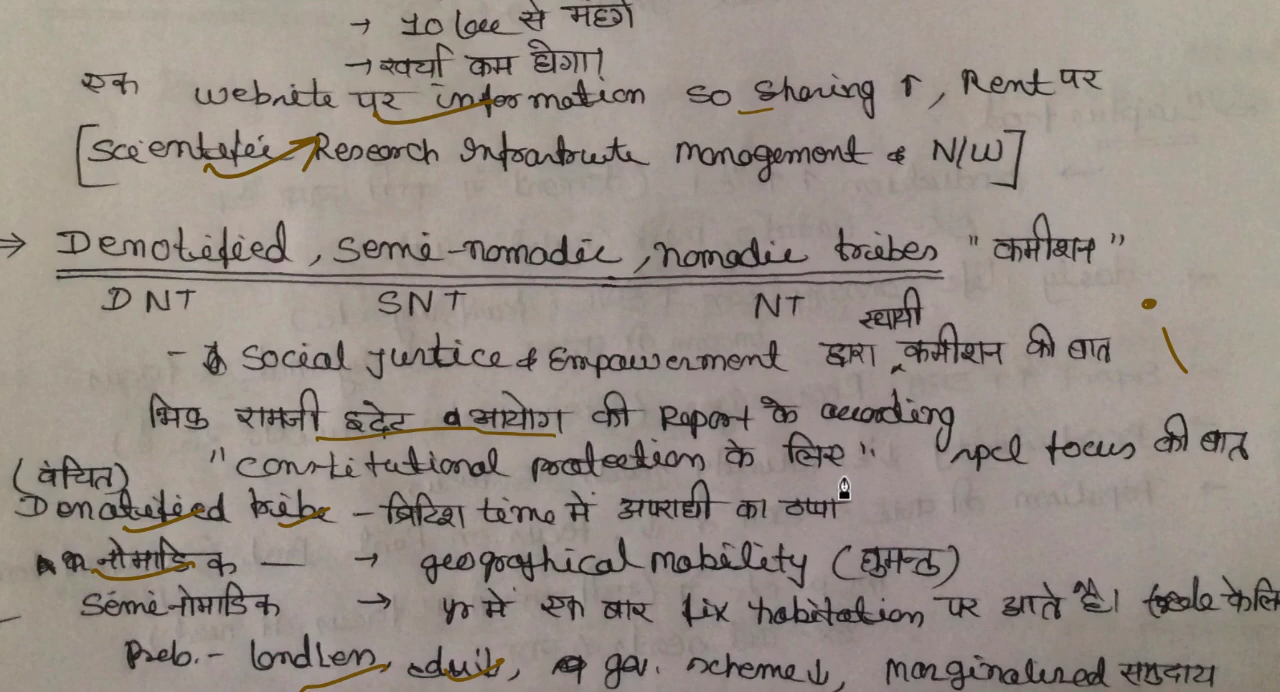 → 10 lac से महंगे
→ खर्चा कम होगा।
एक website पर information so sharing ↑, Rent पर
[Scientific Research Infrastructure management & N/W]
⇒ Denotified, semi-nomadic, nomadic tribes "कमीशन"
DNT SNT NT
- Social justice & Empowerment द्वारा स्थायी कमीशन की बात
भिकू रामजी इदेट आयोग की Report के according
"constitutional protection के लिए" spcl focus की बात
(वंचित)
Denotified tribe - ब्रिटिश time में अपराधी का ठप्पा
नोमाडिक — → geographical mobility (घुमन्तु)
Semi नोमाडिक → yr में एक बार fix habitation पर आते है। के लि
Prob. - landless, gov. scheme ↓, marginalized समुदाय